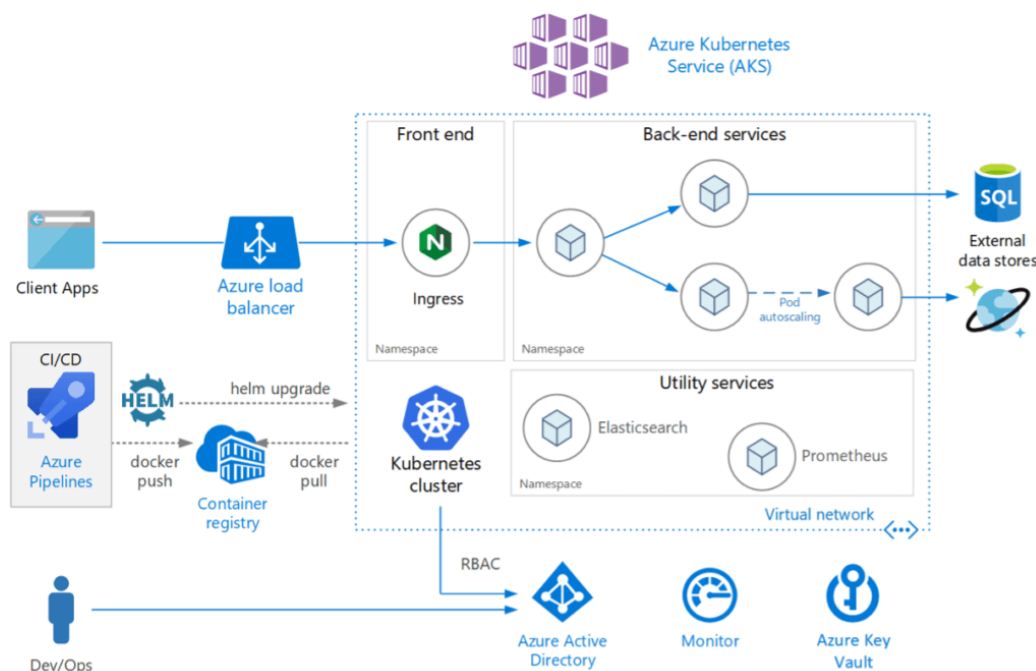 Azure Kubernetes
Service (AKS)
Front end
Back-end services
SQL
External
data stores
Client Apps
Azure load
balancer
N
Ingress
Pod
autoscaling
Namespace
Namespace
CI/CD
HELM
helm upgrade
Azure
Pipelines
docker
push
docker
pull
Container
registry
Kubernetes
cluster
Utility services
Elasticsearch
Prometheus
Namespace
Virtual network
RBAC
Azure Active
Directory
Monitor
Azure Key
Vault
Dev/Ops